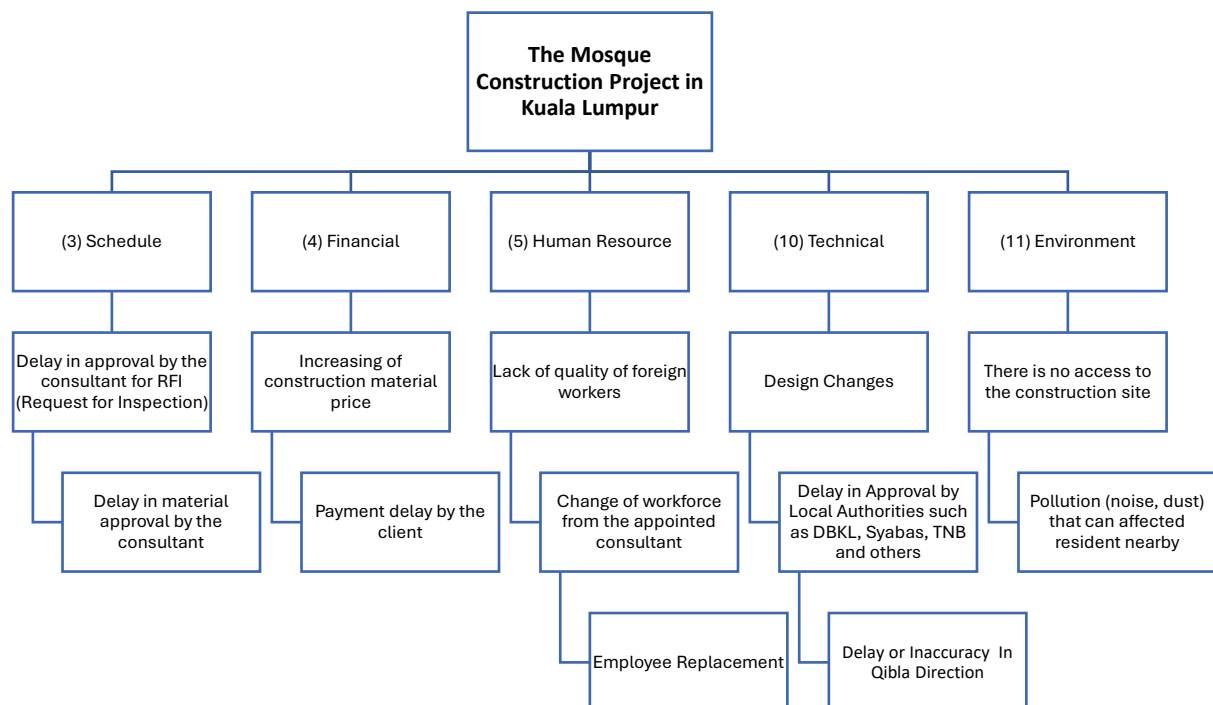 The Mosque
Construction Project in
Kuala Lumpur
(3) Schedule
(4) Financial
(5) Human Resource
(10) Technical
(11) Environment
Delay in approval by the
consultant for RFI
(Request for Inspection)
Increasing of
construction material
price
Lack of quality of foreign
workers
Design Changes
There is no access to
the construction site
Delay in material
approval by the
consultant
Payment delay by the
client
Change of workforce
from the appointed
consultant
Delay in Approval by
Local Authorities such
as DBKL, Syabas, TNB
and others
Pollution (noise, dust)
that can affected
resident nearby
Employee Replacement
Delay or Inaccuracy In
Qibla Direction